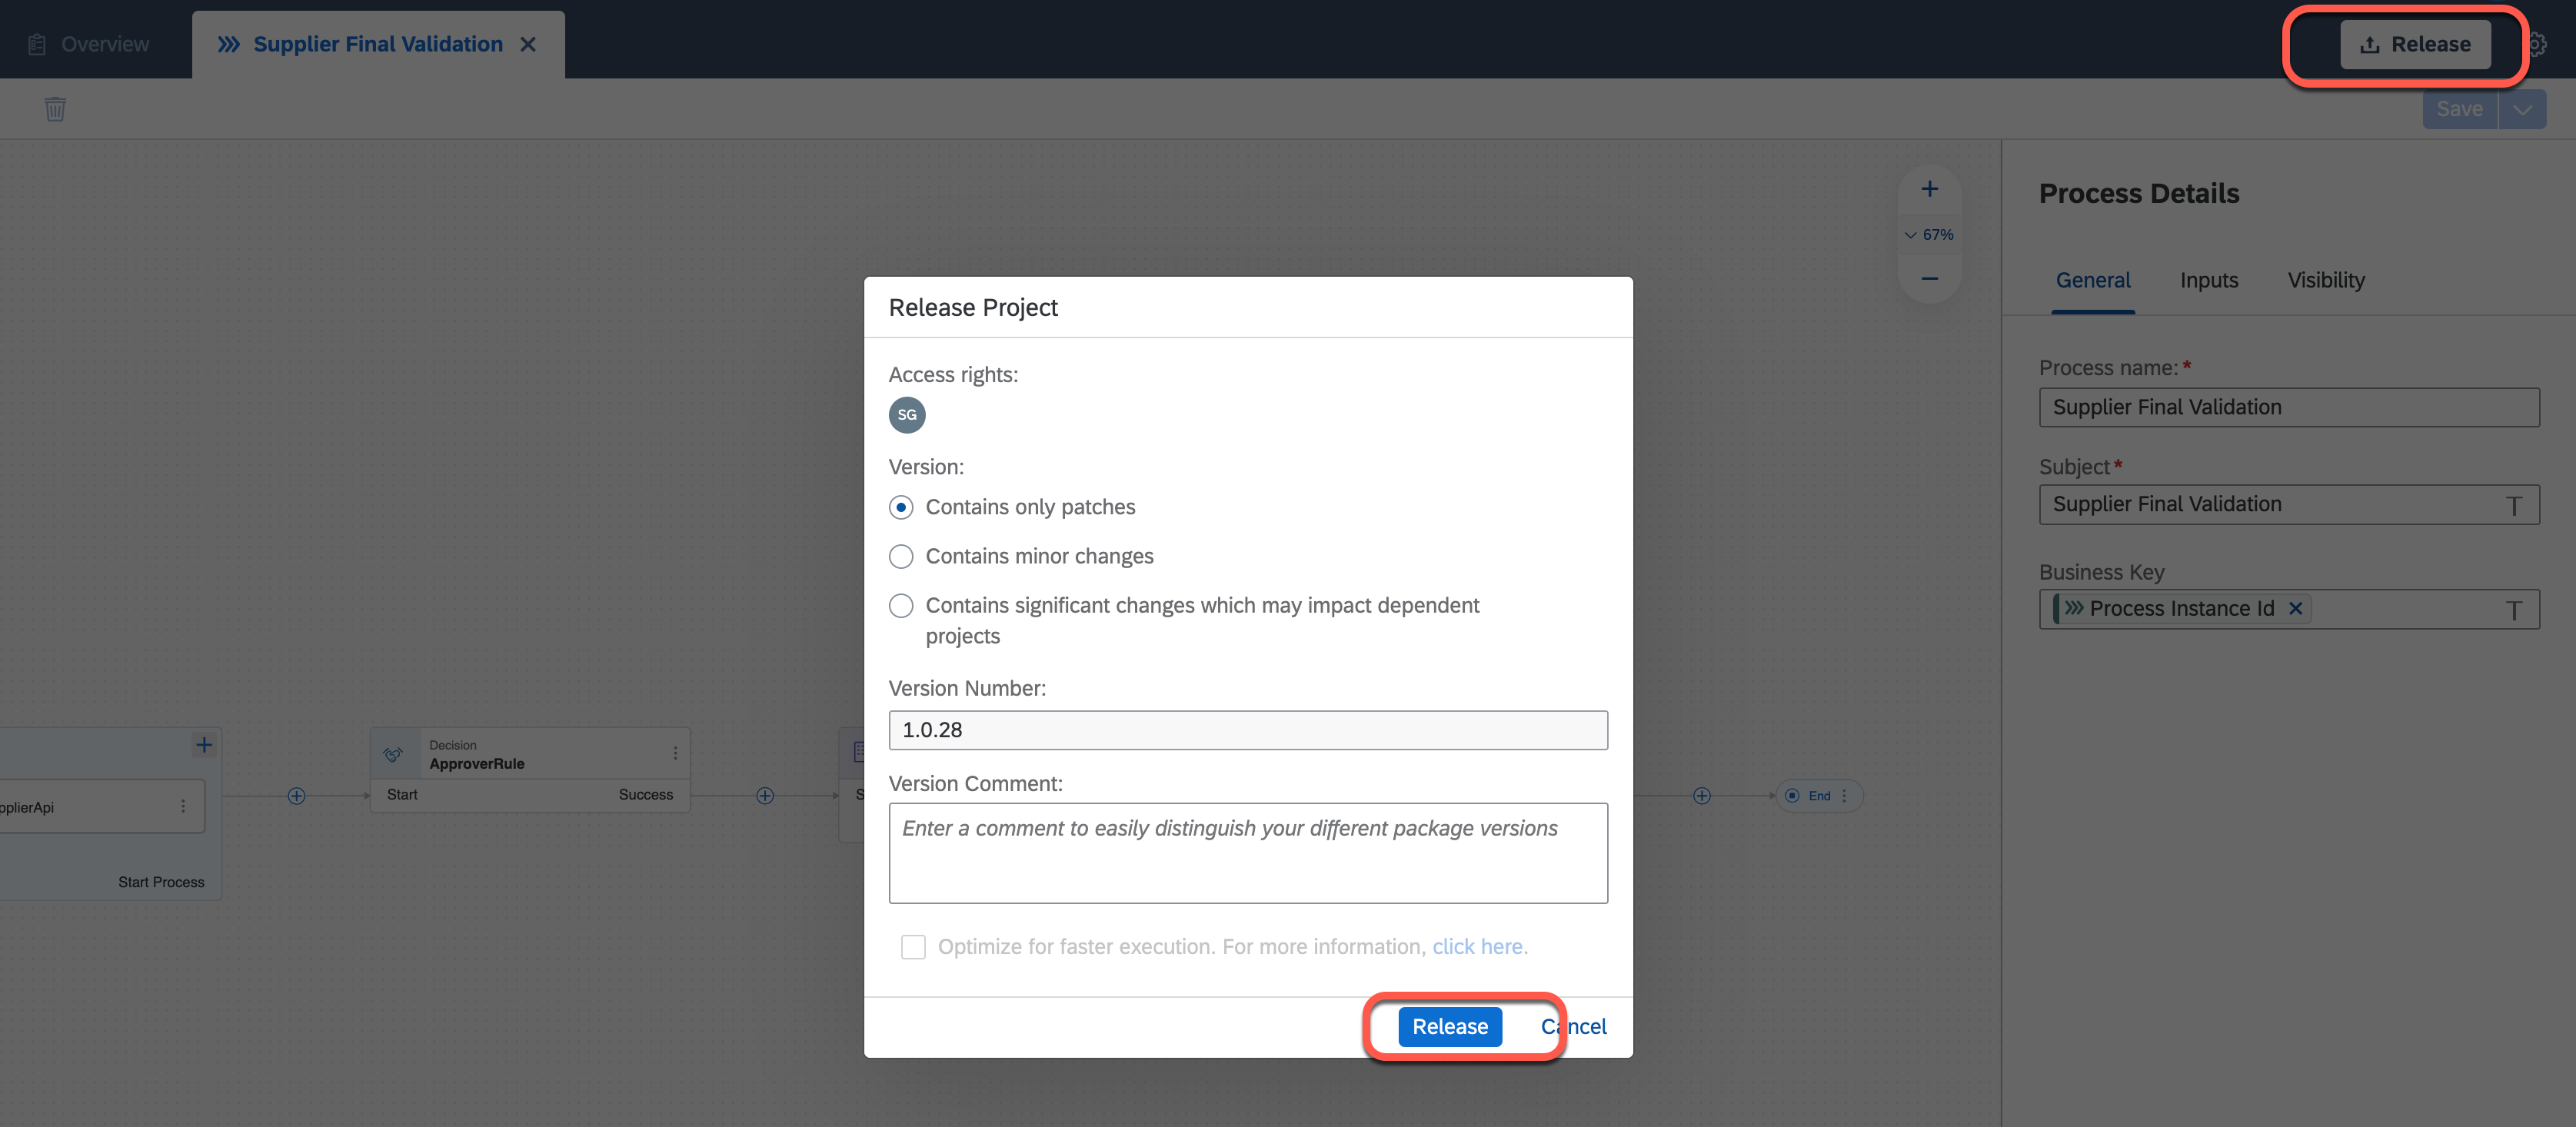 Overview
Supplier Final Validation
Release
Save
67%
Process Details
General Inputs Visibility
Process name:*
Supplier Final Validation
Subject*
Supplier Final Validation
Business Key
Process Instance Id
Release Project
Access rights:
SG
Version:
Contains only patches
Contains minor changes
Contains significant changes which may impact dependent
projects
Version Number:
1.0.28
Version Comment:
Enter a comment to easily distinguish your different package versions
Optimize for faster execution. For more information, click here.
Release Cancel
pplierApi
Start Process
Decision
ApproverRule
Start Success
S
End